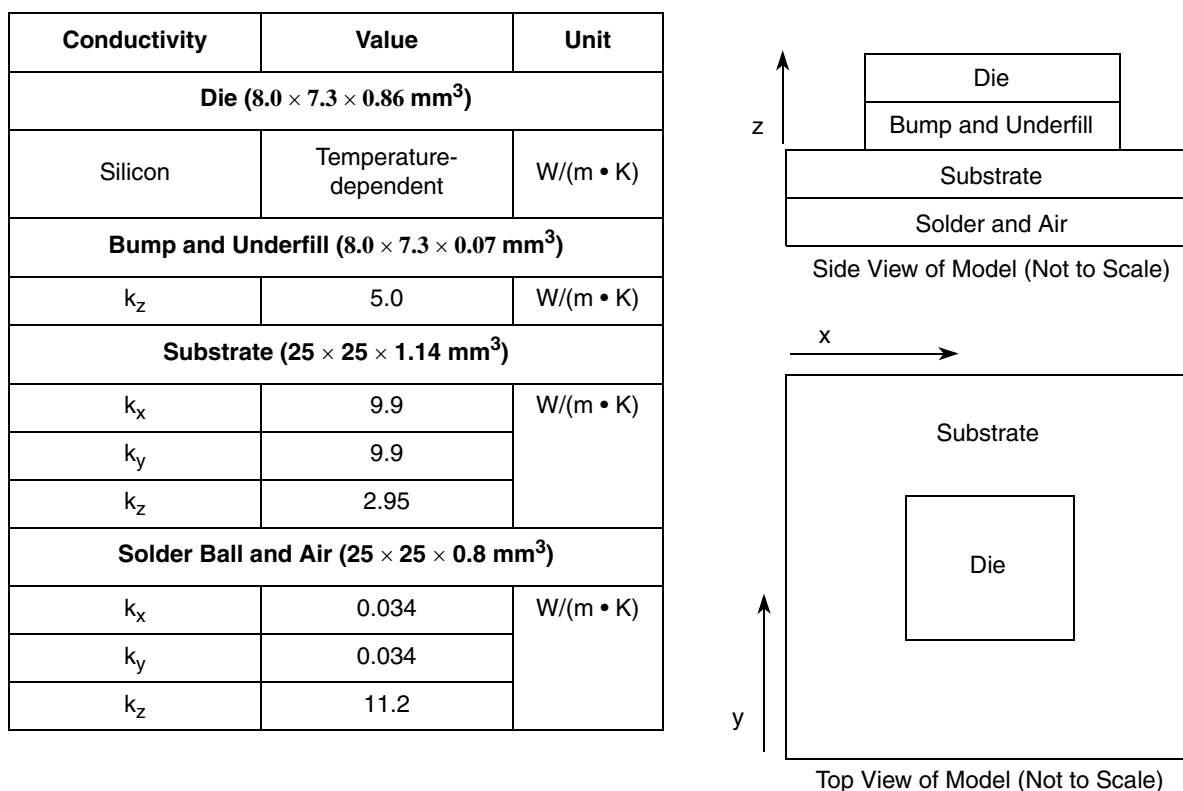 Conductivity Value Unit
Die (8.0 × 7.3 × 0.86 mm³)
Silicon Temperature-dependent W/(m • K)
Bump and Underfill (8.0 × 7.3 × 0.07 mm³)
k_z 5.0 W/(m • K)
Substrate (25 × 25 × 1.14 mm³)
k_x 9.9 W/(m • K)
k_y 9.9
k_z 2.95
Solder Ball and Air (25 × 25 × 0.8 mm³)
k_x 0.034 W/(m • K)
k_y 0.034
k_z 11.2
Die
z
Bump and Underfill
Substrate
Solder and Air
Side View of Model (Not to Scale)
x
Substrate
Die
y
Top View of Model (Not to Scale)